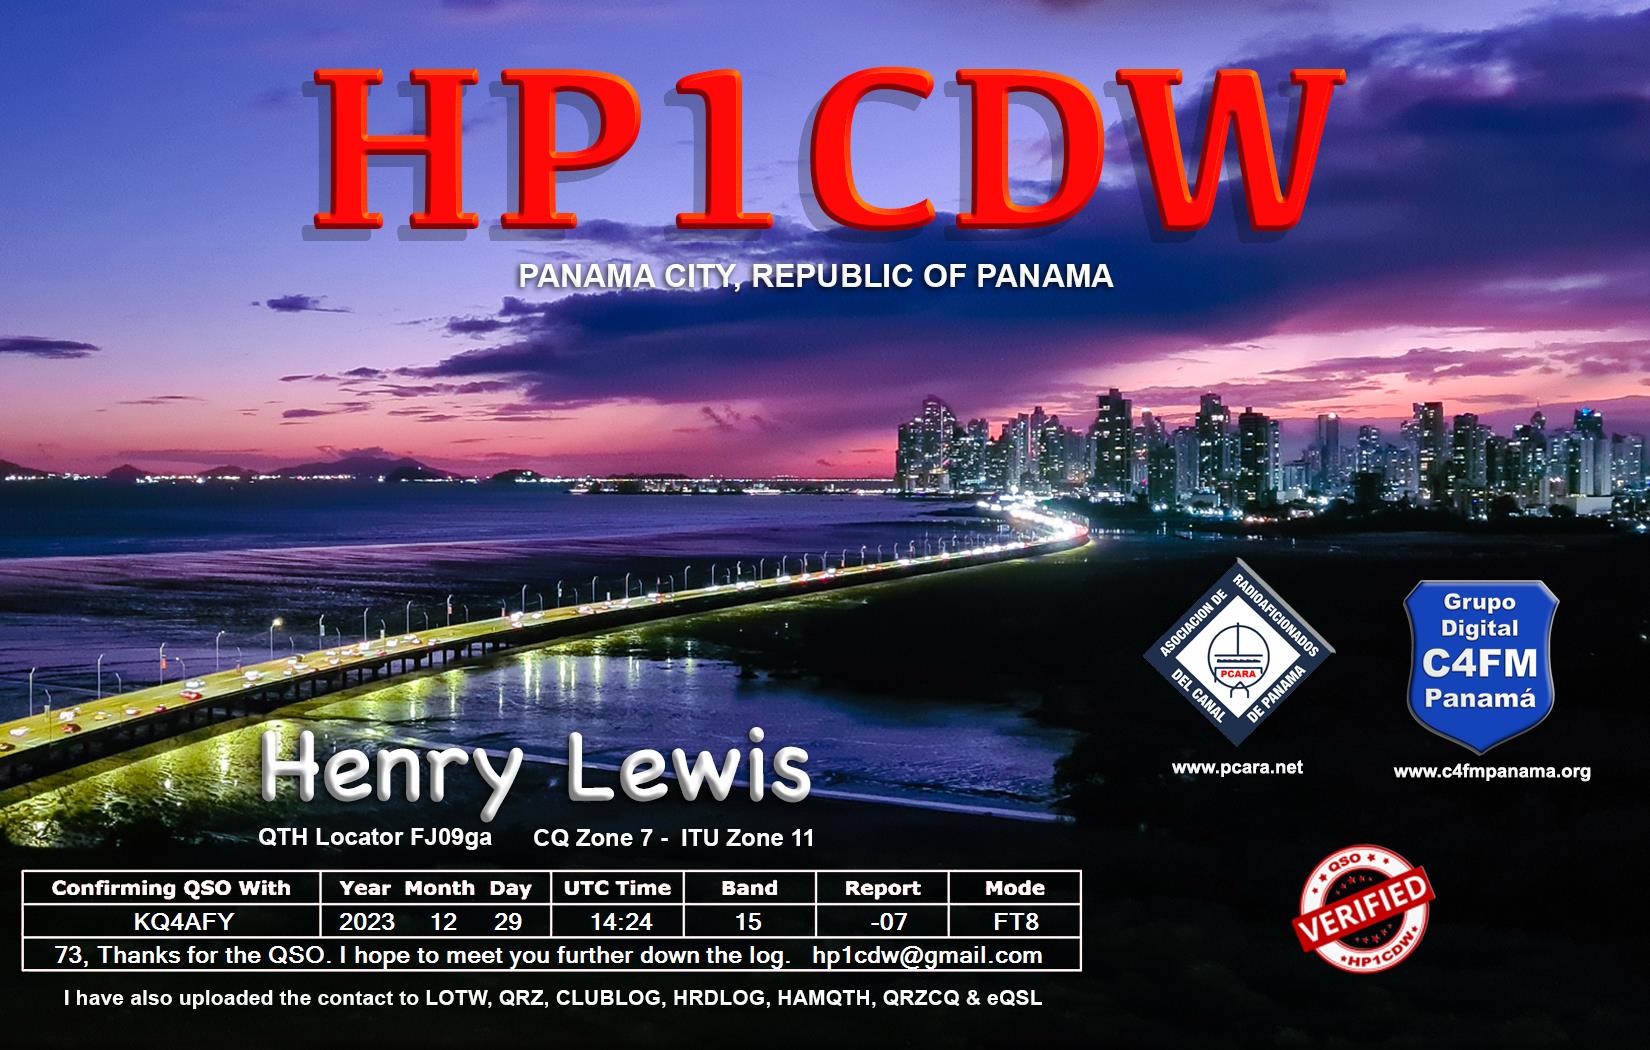 HP1CDW
PANAMA CITY, REPUBLIC OF PANAMA
ASOCIACION DE
RADIOAFICIONADOS
PCARA
DEL CANAL
DE PANAMA
www.pcara.net
Grupo
Digital
C4FM
Panamá
www.c4fmpanama.org
Henry Lewis
QTH Locator FJ09ga CQ Zone 7 - ITU Zone 11
Confirming QSO With Year Month Day UTC Time Band Report Mode
KQ4AFY 2023 12 29 14:24 15 -07 FT8
73, Thanks for the QSO. I hope to meet you further down the log. hp1cdw@gmail.com
I have also uploaded the contact to LOTW, QRZ, CLUBLOG, HRDLOG, HAMQTH, QRZCQ & eQSL
QSO
VERIFIED
HP1CDW